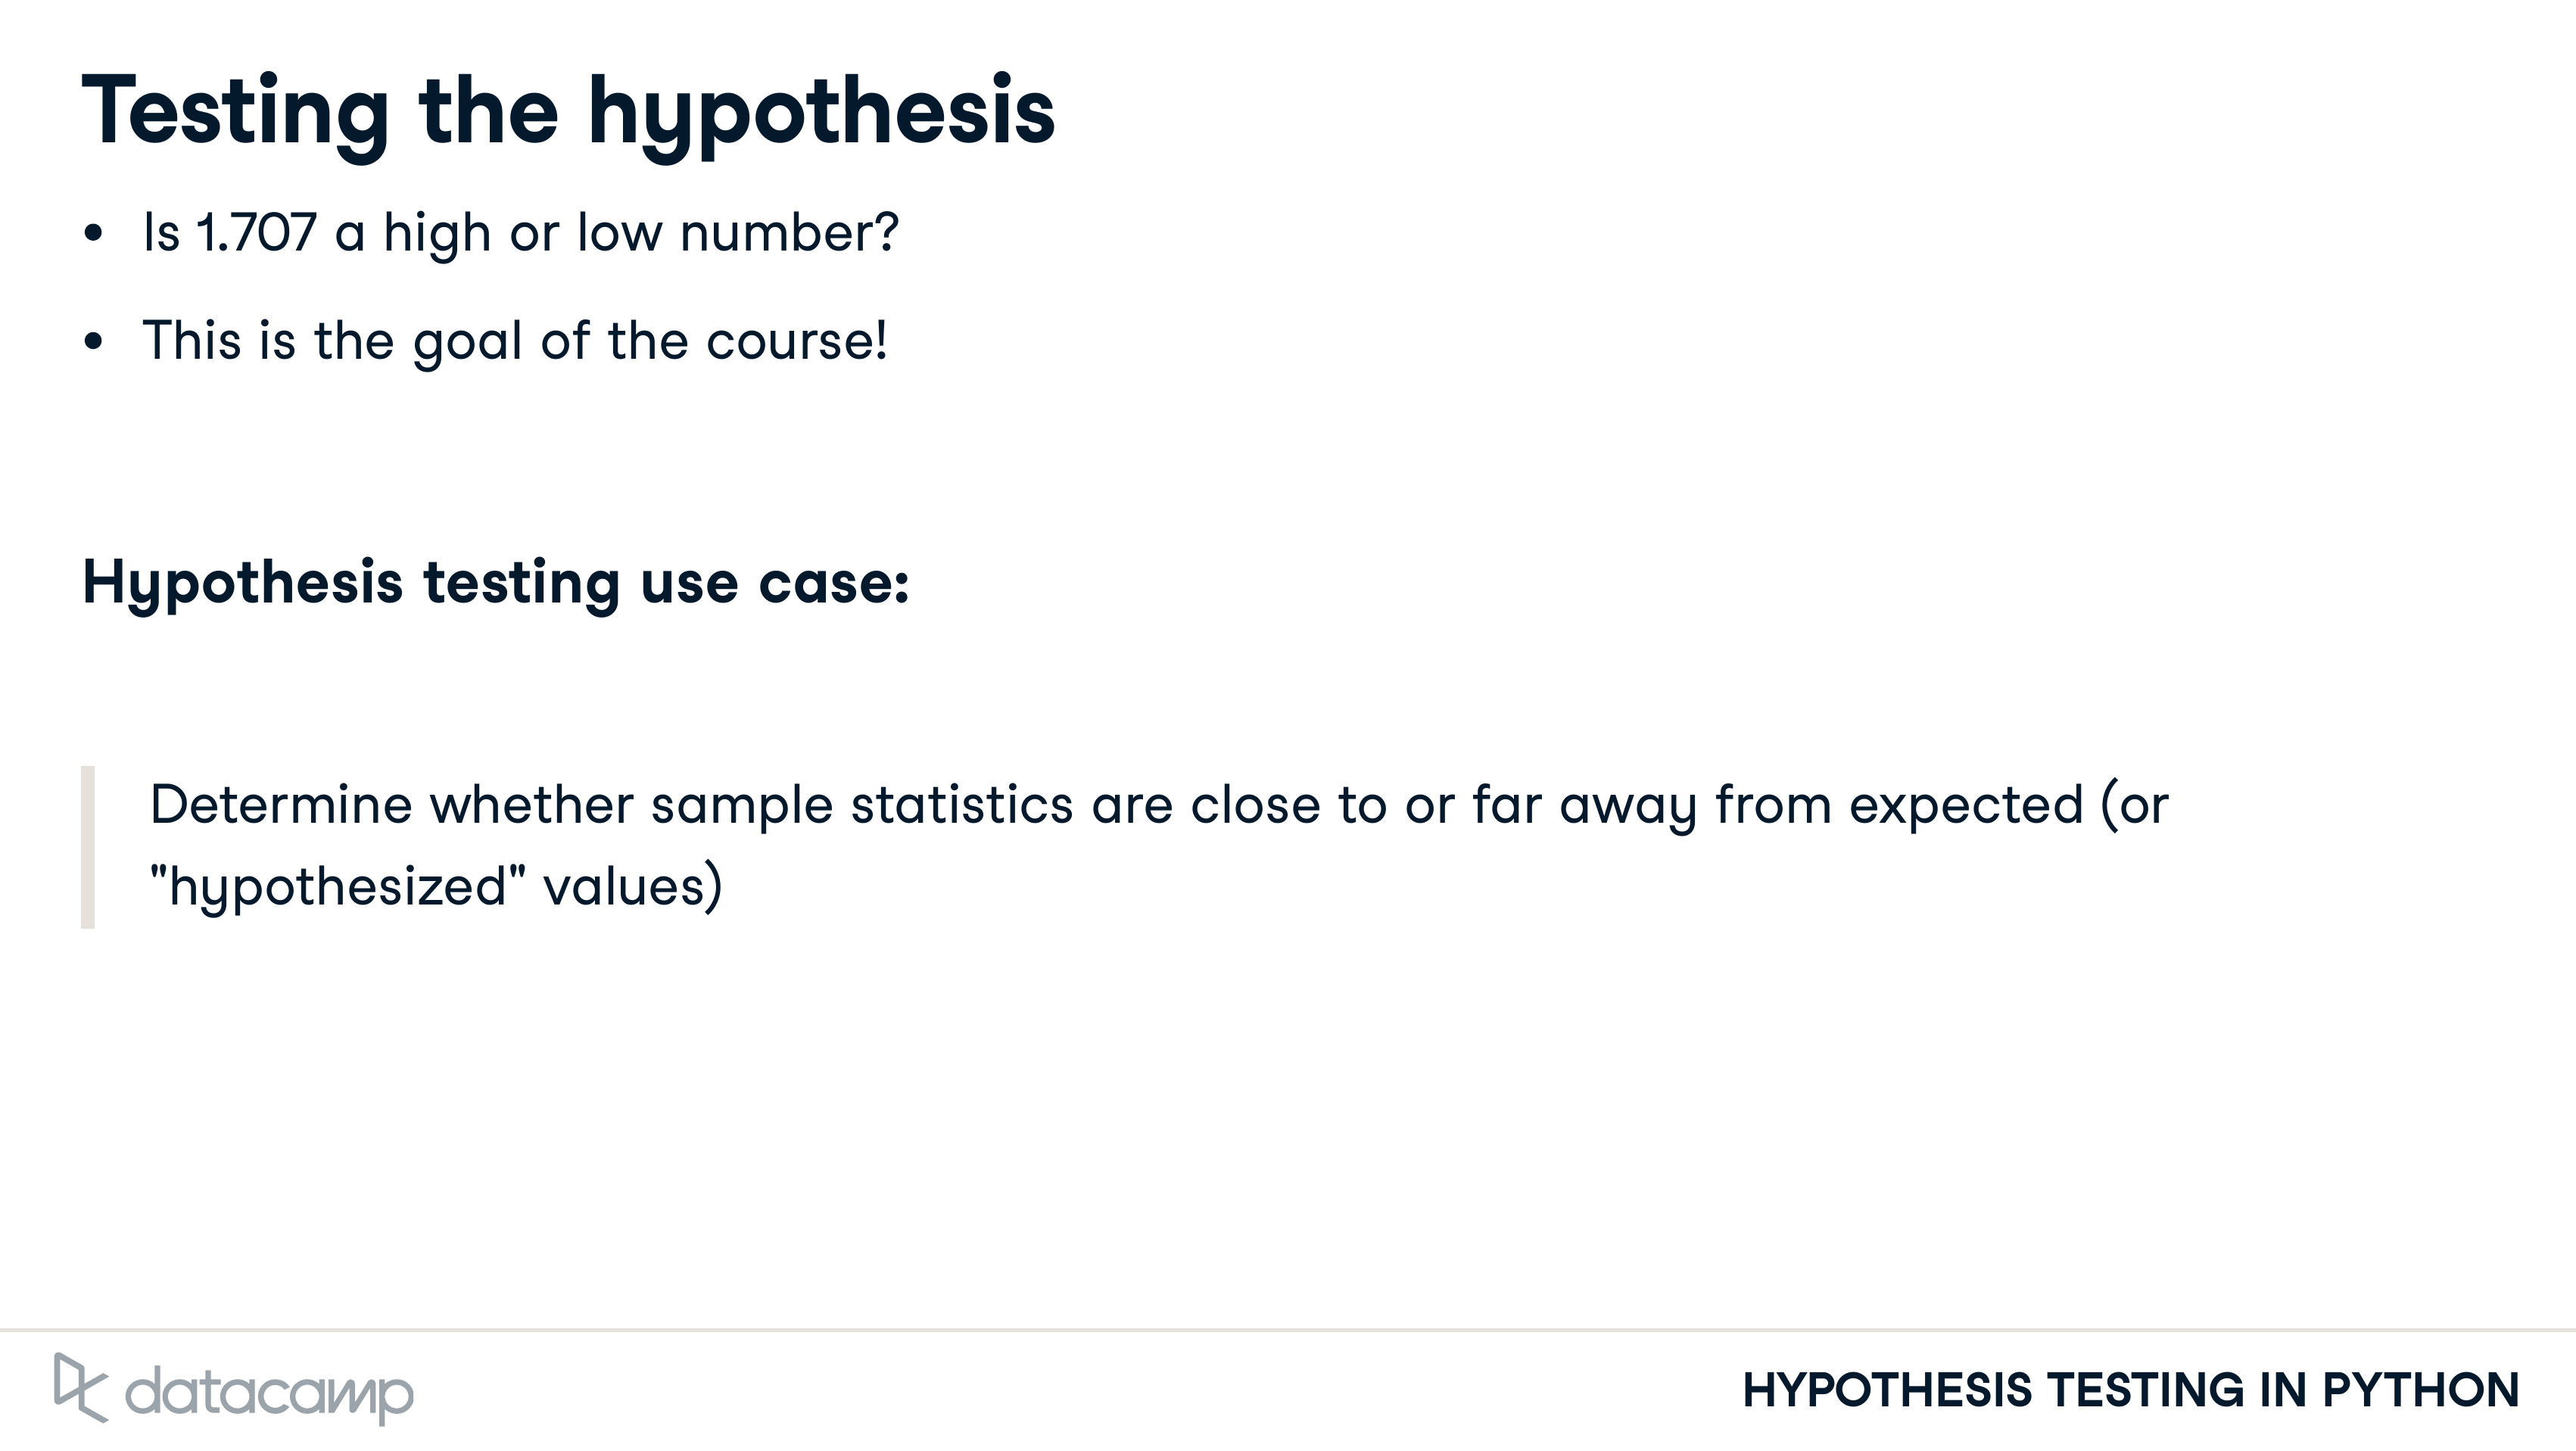 Testing the hypothesis
• Is 1.707 a high or low number?
• This is the goal of the course!
Hypothesis testing use case:
Determine whether sample statistics are close to or far away from expected (or
"hypothesized" values)
datacamp
HYPOTHESIS TESTING IN PYTHON